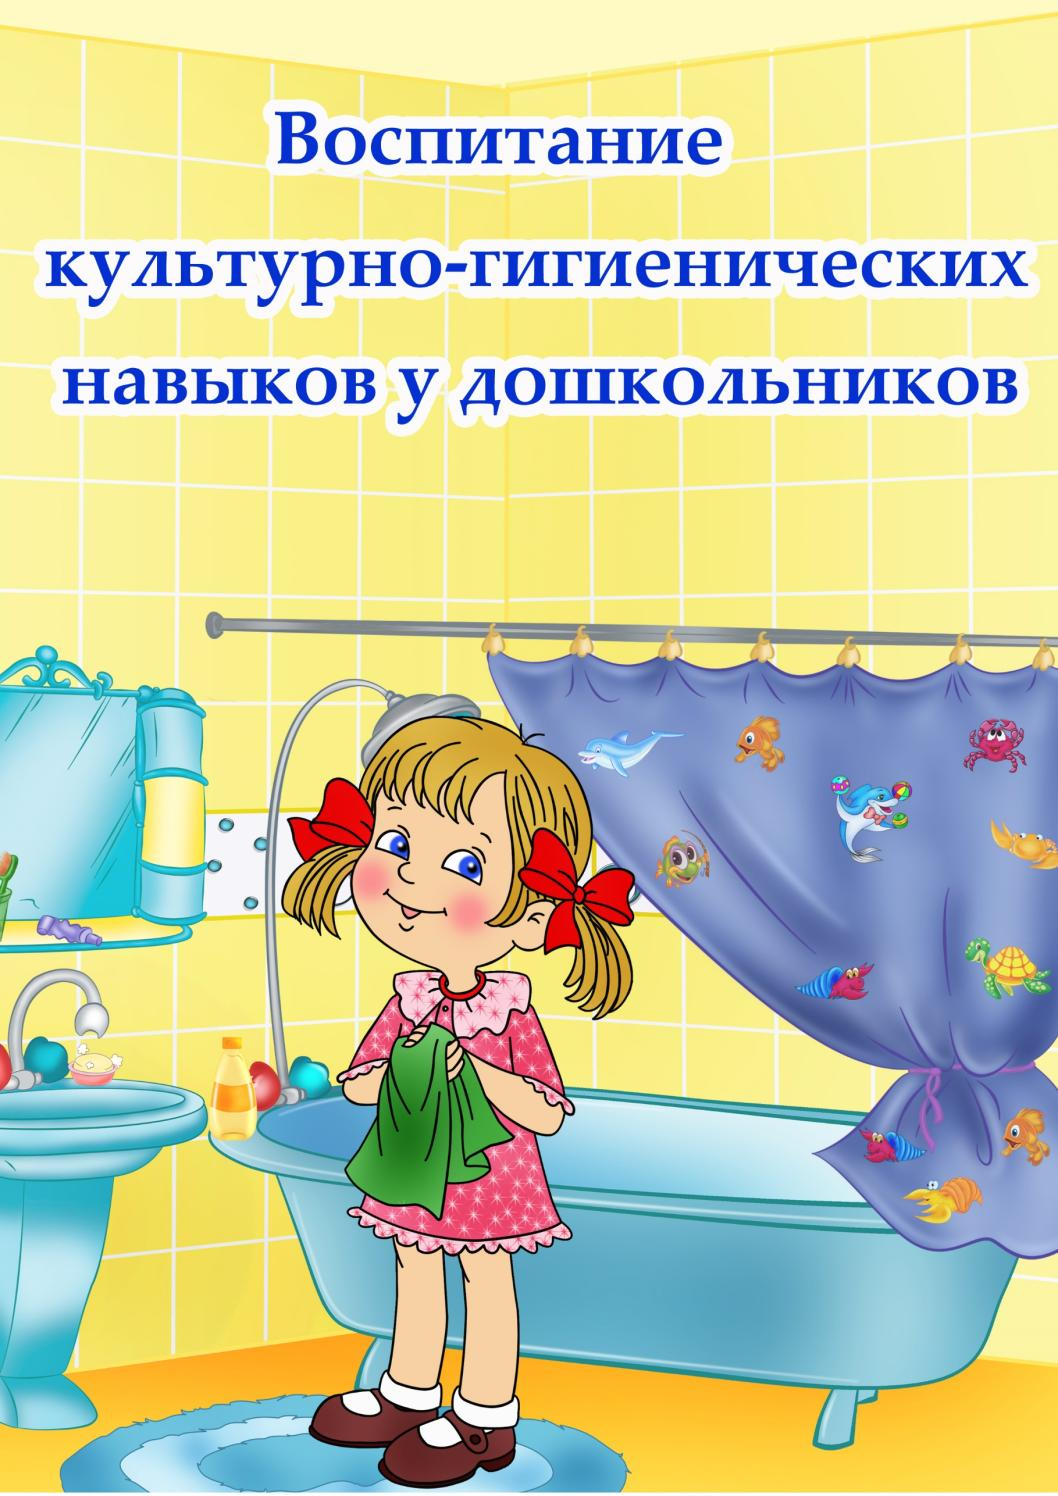 Воспитание
культурно-гигиенических
навыков у дошкольников